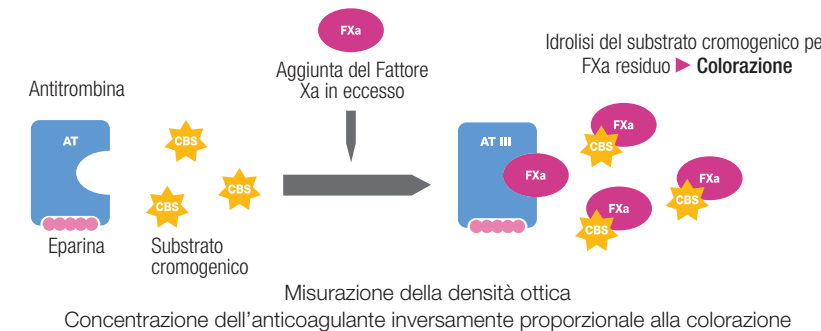 FXa
Aggiunta del Fattore
Xa in eccesso
Idrolisi del substrato cromogenico pe
FXa residuo ▶ Colorazione
Antitrombina
AT
CBS
CBS
CBS
Eparina
Substrato
cromogenico
AT III
FXa
FXa
CBS
FXa
CBS
FXa
CBS
Misurazione della densità ottica
Concentrazione dell'anticoagulante inversamente proporzionale alla colorazione